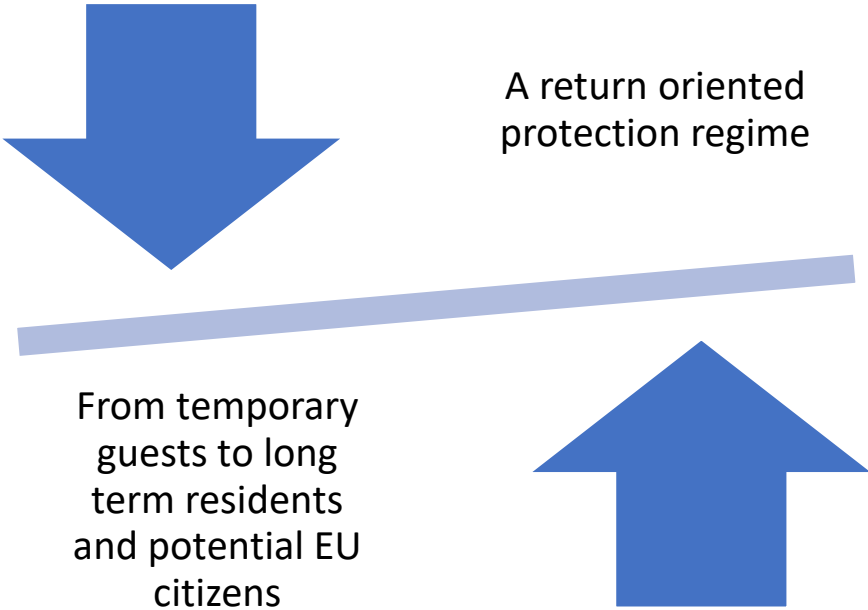 A return oriented
protection regime
From temporary
guests to long
term residents
and potential EU
citizens